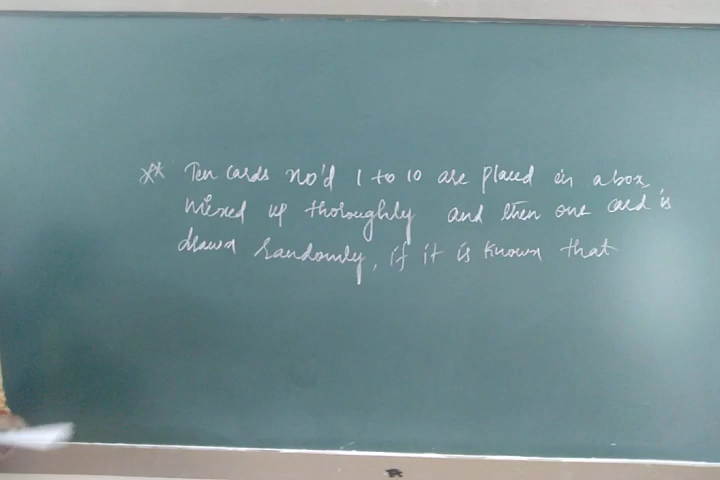 ** Ten cards no'd 1 to 10 are placed in a box,
mixed up thoroughly and then one card is
drawn randomly, if it is known that